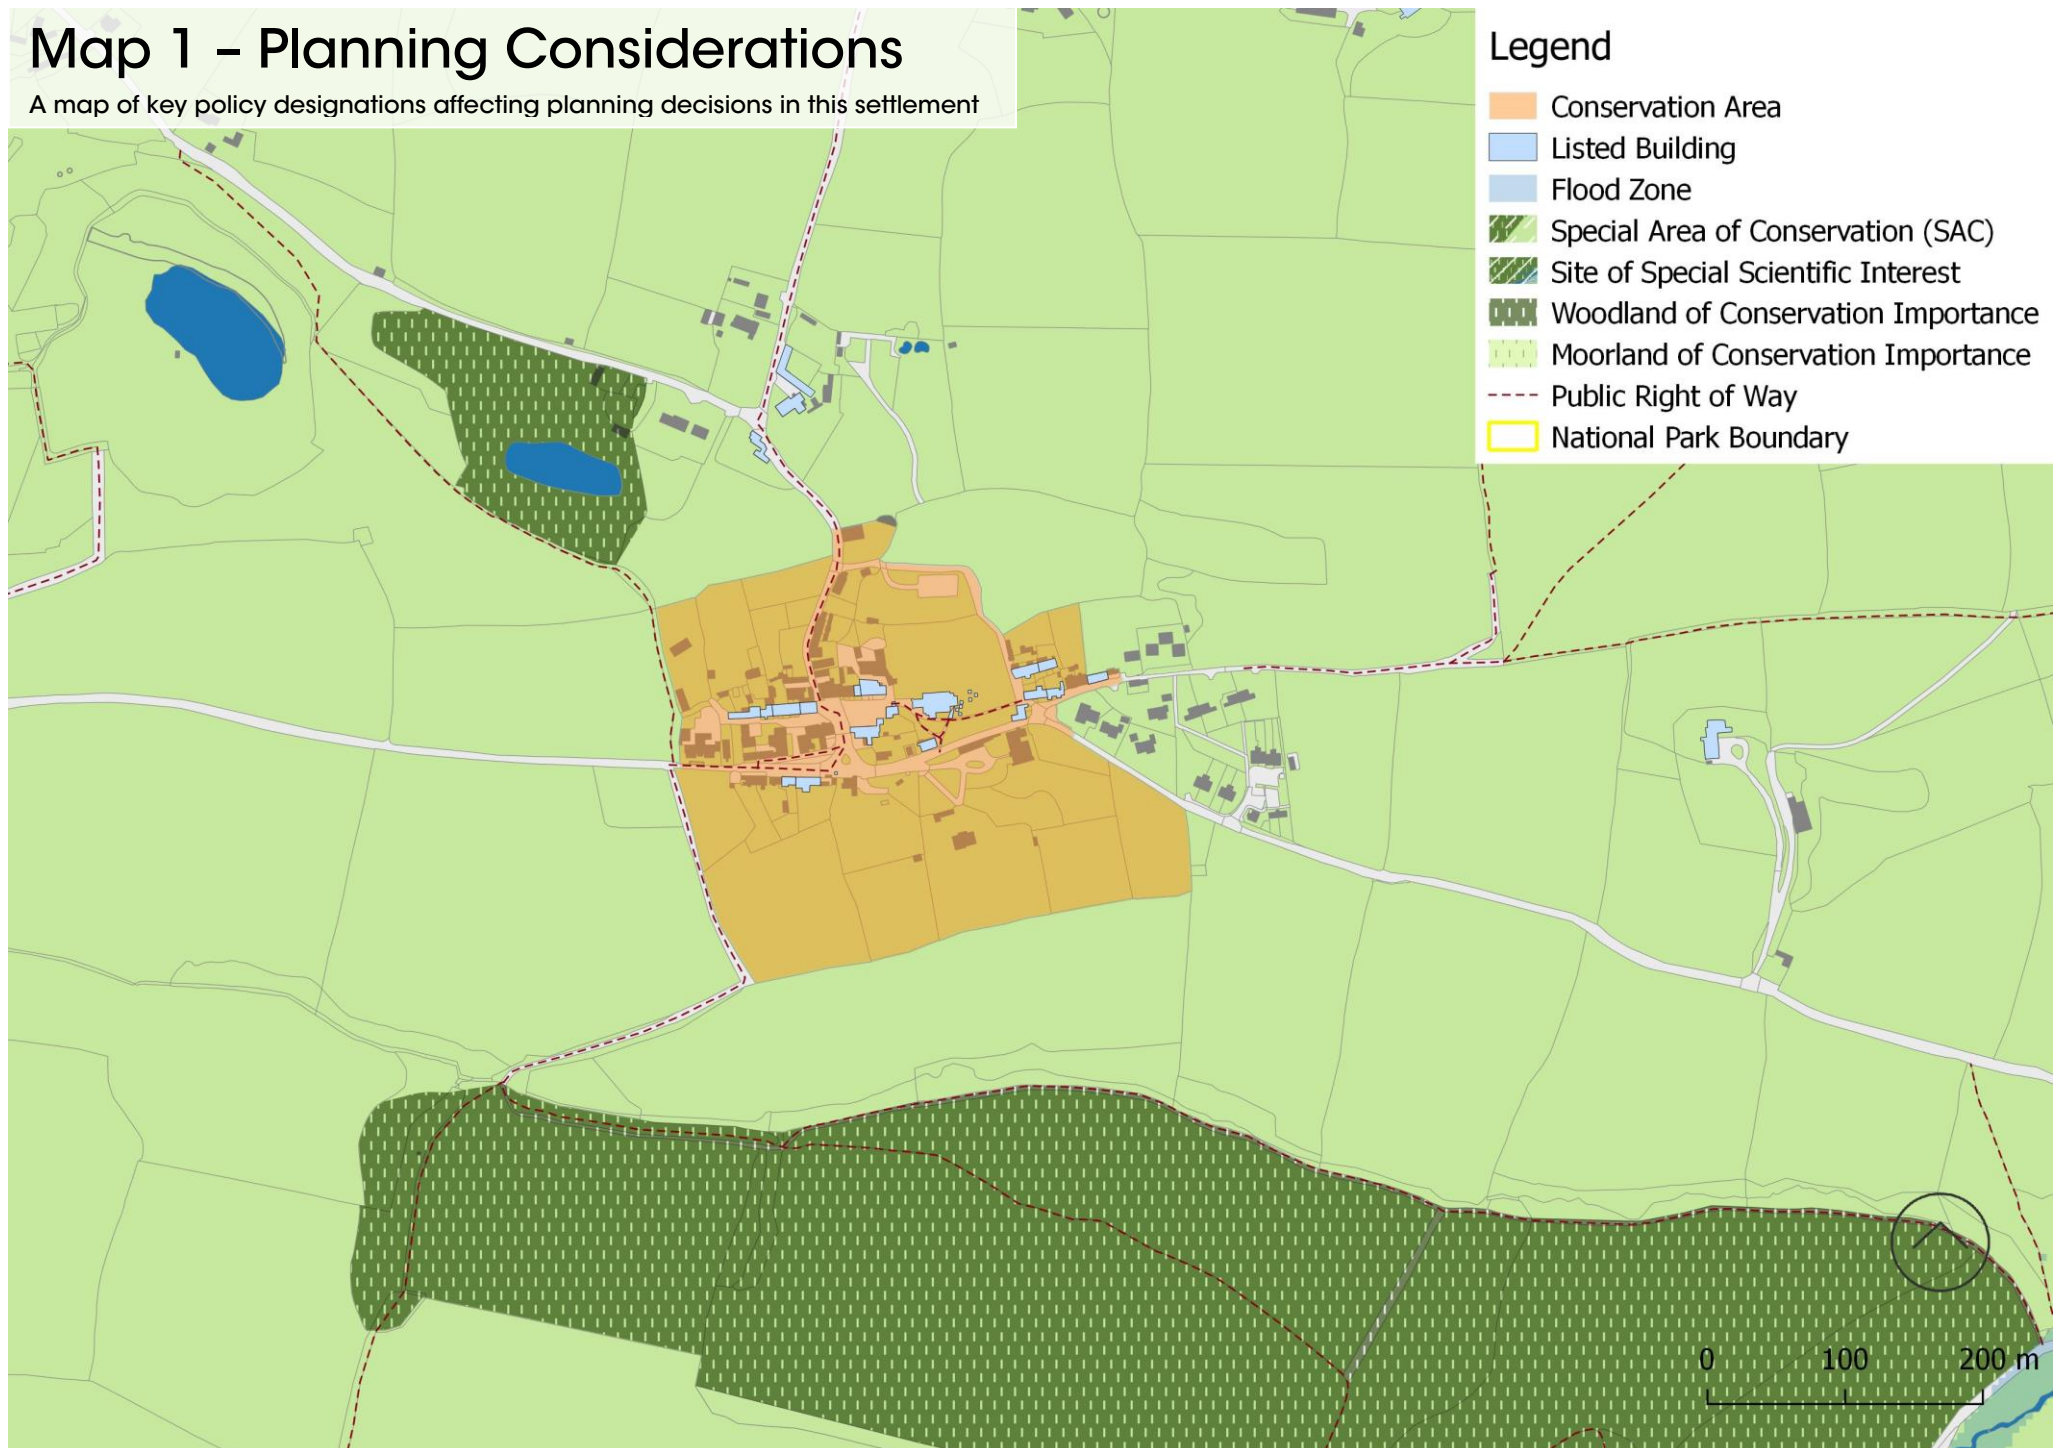 Map 1 – Planning Considerations
A map of key policy designations affecting planning decisions in this settlement
Legend
Conservation Area
Listed Building
Flood Zone
Special Area of Conservation (SAC)
Site of Special Scientific Interest
Woodland of Conservation Importance
Moorland of Conservation Importance
Public Right of Way
National Park Boundary
0 100 200 m